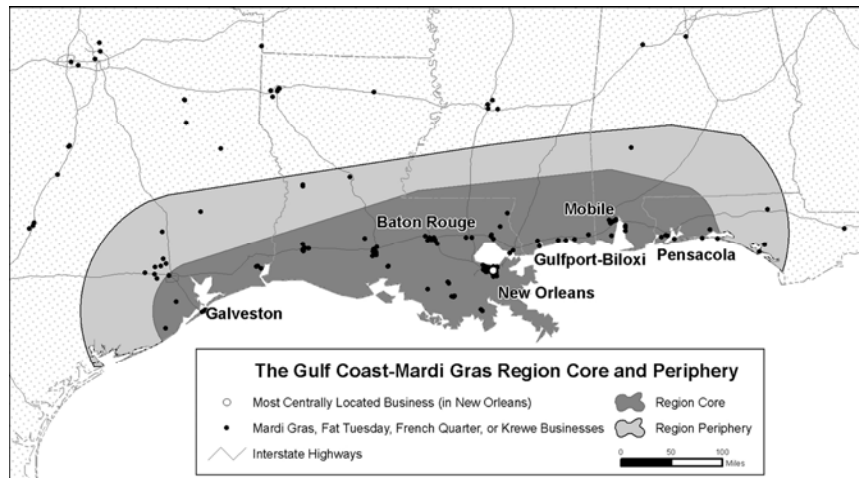 Baton Rouge
Mobile
Gulfport-Biloxi
Pensacola
New Orleans
Galveston
The Gulf Coast-Mardi Gras Region Core and Periphery
Most Centrally Located Business (in New Orleans)
Region Core
Mardi Gras, Fat Tuesday, French Quarter, or Krewe Businesses
Region Periphery
Interstate Highways
0 50 100
Miles